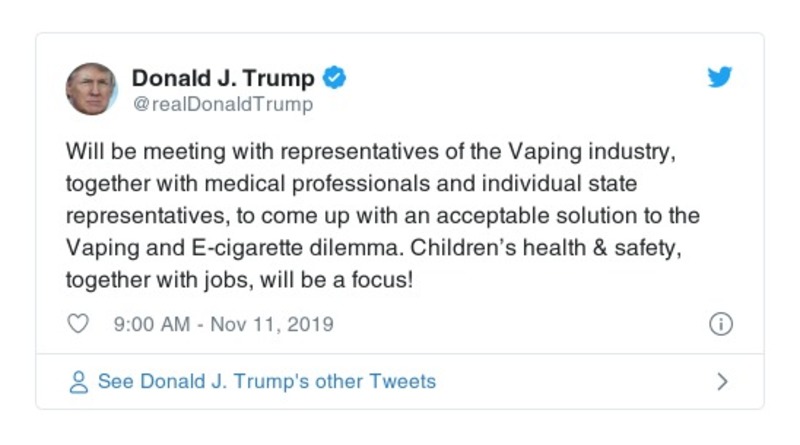 Donald J. Trump
@realDonaldTrump
Will be meeting with representatives of the Vaping industry,
together with medical professionals and individual state
representatives, to come up with an acceptable solution to the
Vaping and E-cigarette dilemma. Children’s health & safety,
together with jobs, will be a focus!
9:00 AM - Nov 11, 2019
See Donald J. Trump's other Tweets